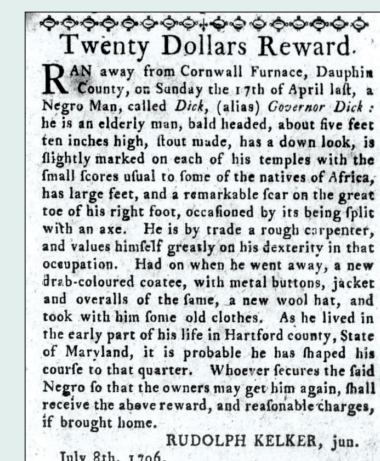 Twenty Dollars Reward.
RAN away from Cornwall Furnace, Dauphin
County, on Sunday the 17th of April laſt, a
Negro Man, called Dick, (alias) Governor Dick :
he is an elderly man, bald headed, about five feet
ten inches high, ſtout made, has a down look, is
ſlightly marked on each of his temples with the
ſmall ſcores uſual to ſome of the natives of Africa,
has large feet, and a remarkable ſcar on the great
toe of his right foot, occaſioned by its being ſplit
with an axe. He is by trade a rough carpenter,
and values himſelf greatly on his dexterity in that
occupation. Had on when he went away, a new
drab-coloured coatee, with metal buttons, jacket
and overalls of the ſame, a new wool hat, and
took with him ſome old clothes. As he lived in
the early part of his life in Hartford county, State
of Maryland, it is probable he has ſhaped his
courſe to that quarter. Whoever ſecures the ſaid
Negro ſo that the owners may get him again, ſhall
receive the above reward, and reaſonable charges,
if brought home.
RUDOLPH KELKER, jun.
July 8th, 1796.